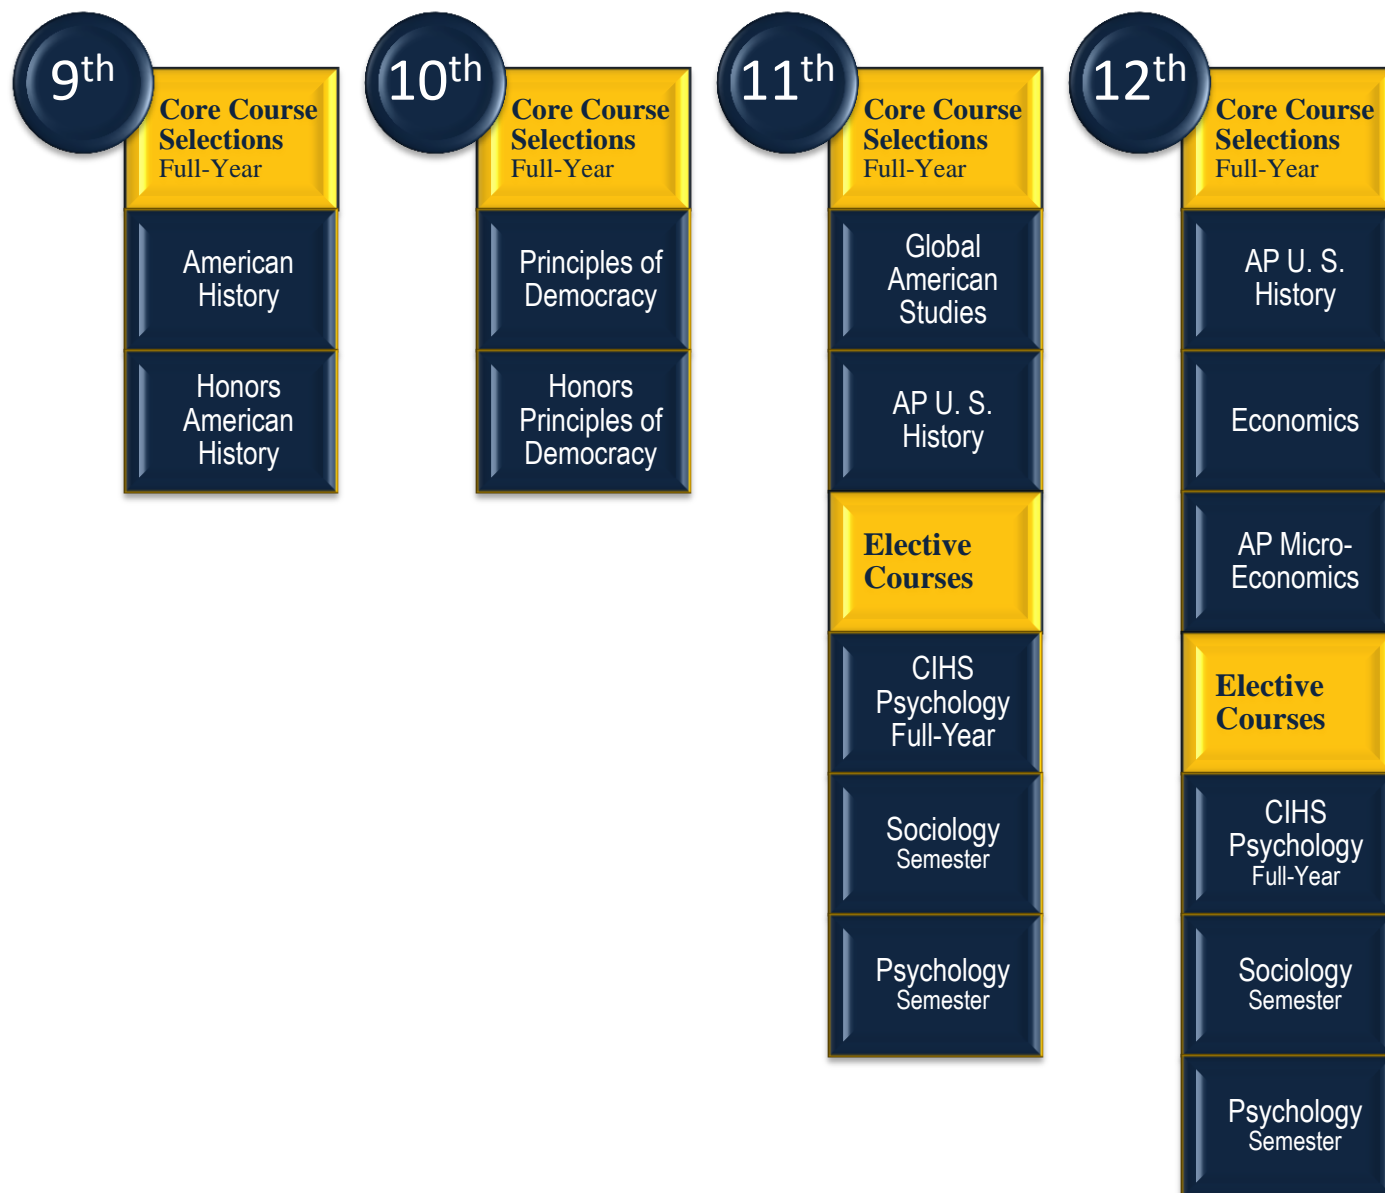 9th
Core Course
Selections
Full-Year
American
History
Honors
American
History
10th
Core Course
Selections
Full-Year
Principles of
Democracy
Honors
Principles of
Democracy
11th
Core Course
Selections
Full-Year
Global
American
Studies
AP U. S.
History
Elective
Courses
CIHS
Psychology
Full-Year
Sociology
Semester
Psychology
Semester
12th
Core Course
Selections
Full-Year
AP U. S.
History
Economics
AP Micro-
Economics
Elective
Courses
CIHS
Psychology
Full-Year
Sociology
Semester
Psychology
Semester